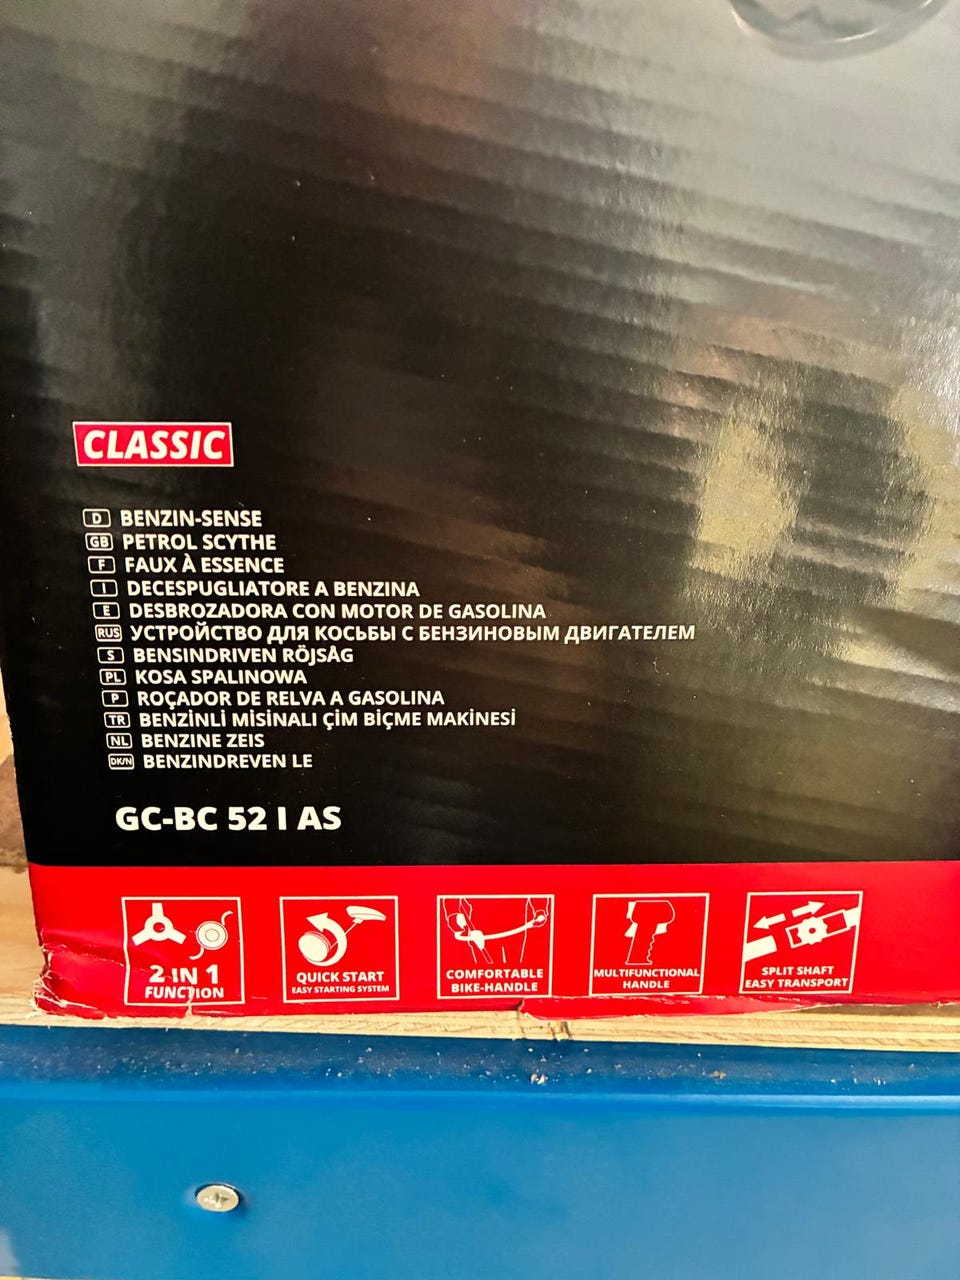 CLASSIC
D BENZIN-SENSE
GB PETROL SCYTHE
F FAUX À ESSENCE
I DECESPUGLIATORE A BENZINA
E DESBROZADORA CON MOTOR DE GASOLINA
RUS УСТРОЙСТВО ДЛЯ КОСЬБЫ С БЕНЗИНОВЫМ ДВИГАТЕЛЕМ
S BENSINDRIVEN RÖJSÅG
PL KOSA SPALINOWA
P ROÇADOR DE RELVA A GASOLINA
TR BENZİNLİ MİSİNALI ÇİM BİÇME MAKİNESİ
NL BENZINE ZEIS
DK/N BENZINDREVEN LE
GC-BC 52 I AS
2 IN 1
FUNCTION
QUICK START
EASY STARTING SYSTEM
COMFORTABLE
BIKE-HANDLE
MULTIFUNCTIONAL
HANDLE
SPLIT SHAFT
EASY TRANSPORT